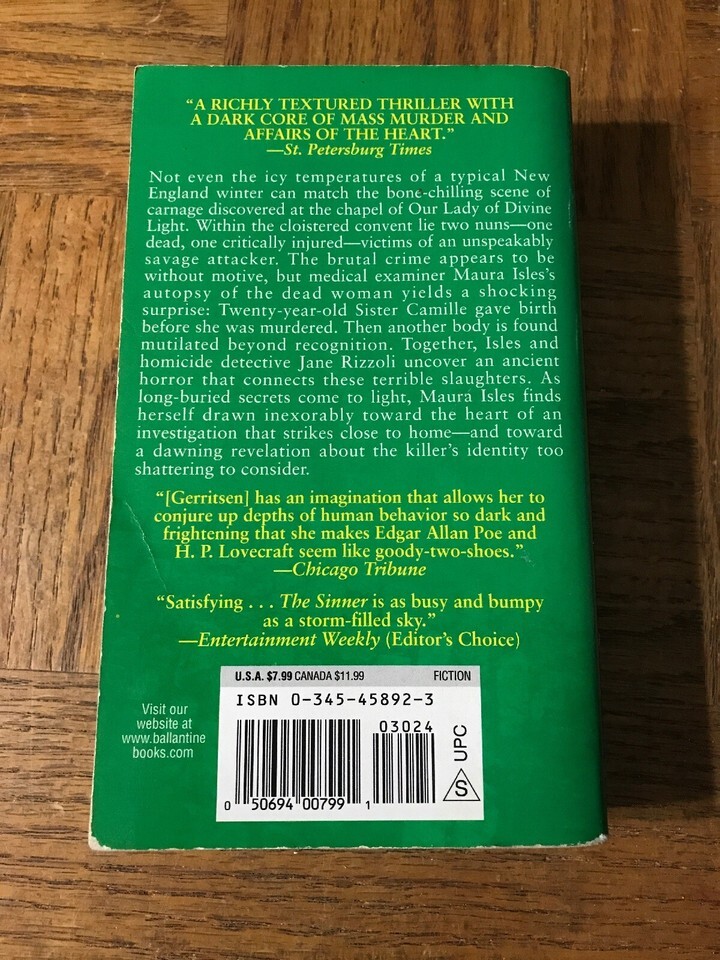 “A RICHLY TEXTURED THRILLER WITH
A DARK CORE OF MASS MURDER AND
AFFAIRS OF THE HEART.”
—St. Petersburg Times
Not even the icy temperatures of a typical New
England winter can match the bone-chilling scene of
carnage discovered at the chapel of Our Lady of Divine
Light. Within the cloistered convent lie two nuns—one
dead, one critically injured—victims of an unspeakably
savage attacker. The brutal crime appears to be
without motive, but medical examiner Maura Isles’s
autopsy of the dead woman yields a shocking
surprise: Twenty-year-old Sister Camille gave birth
before she was murdered. Then another body is found
mutilated beyond recognition. Together, Isles and
homicide detective Jane Rizzoli uncover an ancient
horror that connects these terrible slaughters. As
long-buried secrets come to light, Maura Isles finds
herself drawn inexorably toward the heart of an
investigation that strikes close to home—and toward
a dawning revelation about the killer’s identity too
shattering to consider.
“[Gerritsen] has an imagination that allows her to
conjure up depths of human behavior so dark and
frightening that she makes Edgar Allan Poe and
H. P. Lovecraft seem like goody-two-shoes.”
—Chicago Tribune
“Satisfying . . . The Sinner is as busy and bumpy
as a storm-filled sky.”
—Entertainment Weekly (Editor’s Choice)
U.S.A. $7.99 CANADA $11.99 FICTION
ISBN 0-345-45892-3
03024
UPC
S
0 50694 00799 1
Visit our
website at
www.ballantine
books.com